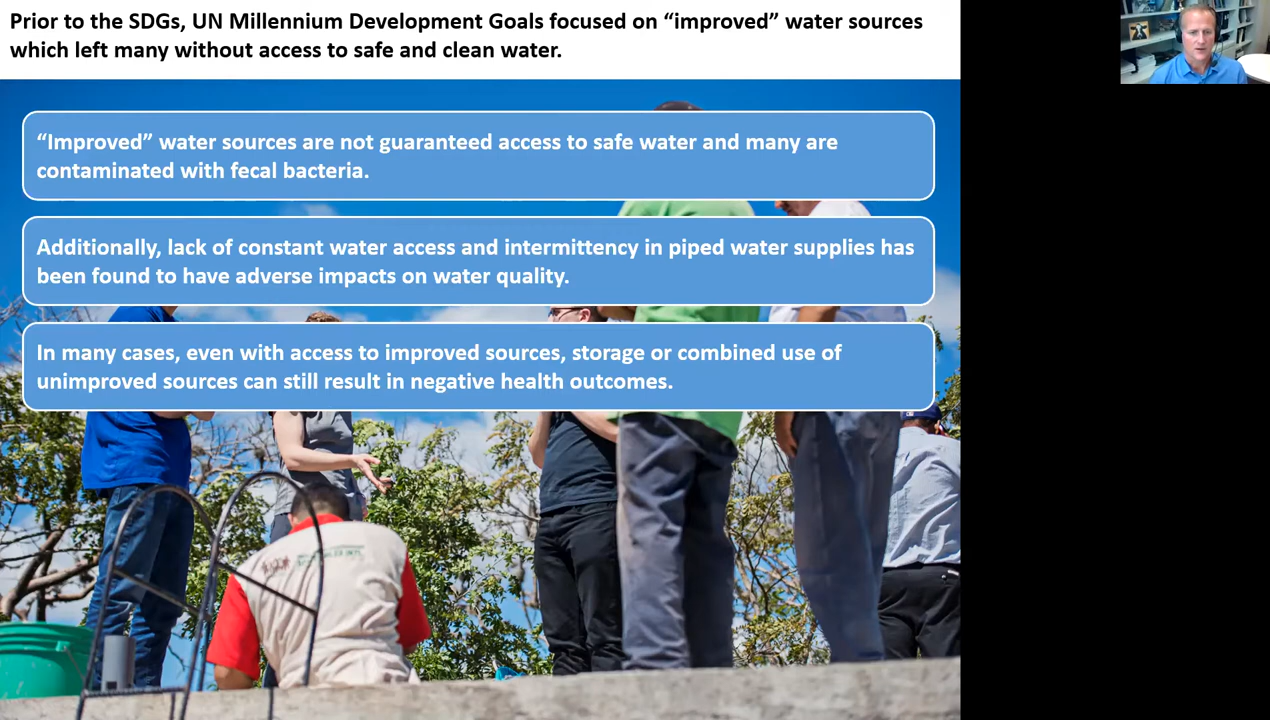 Prior to the SDGs, UN Millennium Development Goals focused on “improved” water sources
which left many without access to safe and clean water.
“Improved” water sources are not guaranteed access to safe water and many are
contaminated with fecal bacteria.
Additionally, lack of constant water access and intermittency in piped water supplies has
been found to have adverse impacts on water quality.
In many cases, even with access to improved sources, storage or combined use of
unimproved sources can still result in negative health outcomes.